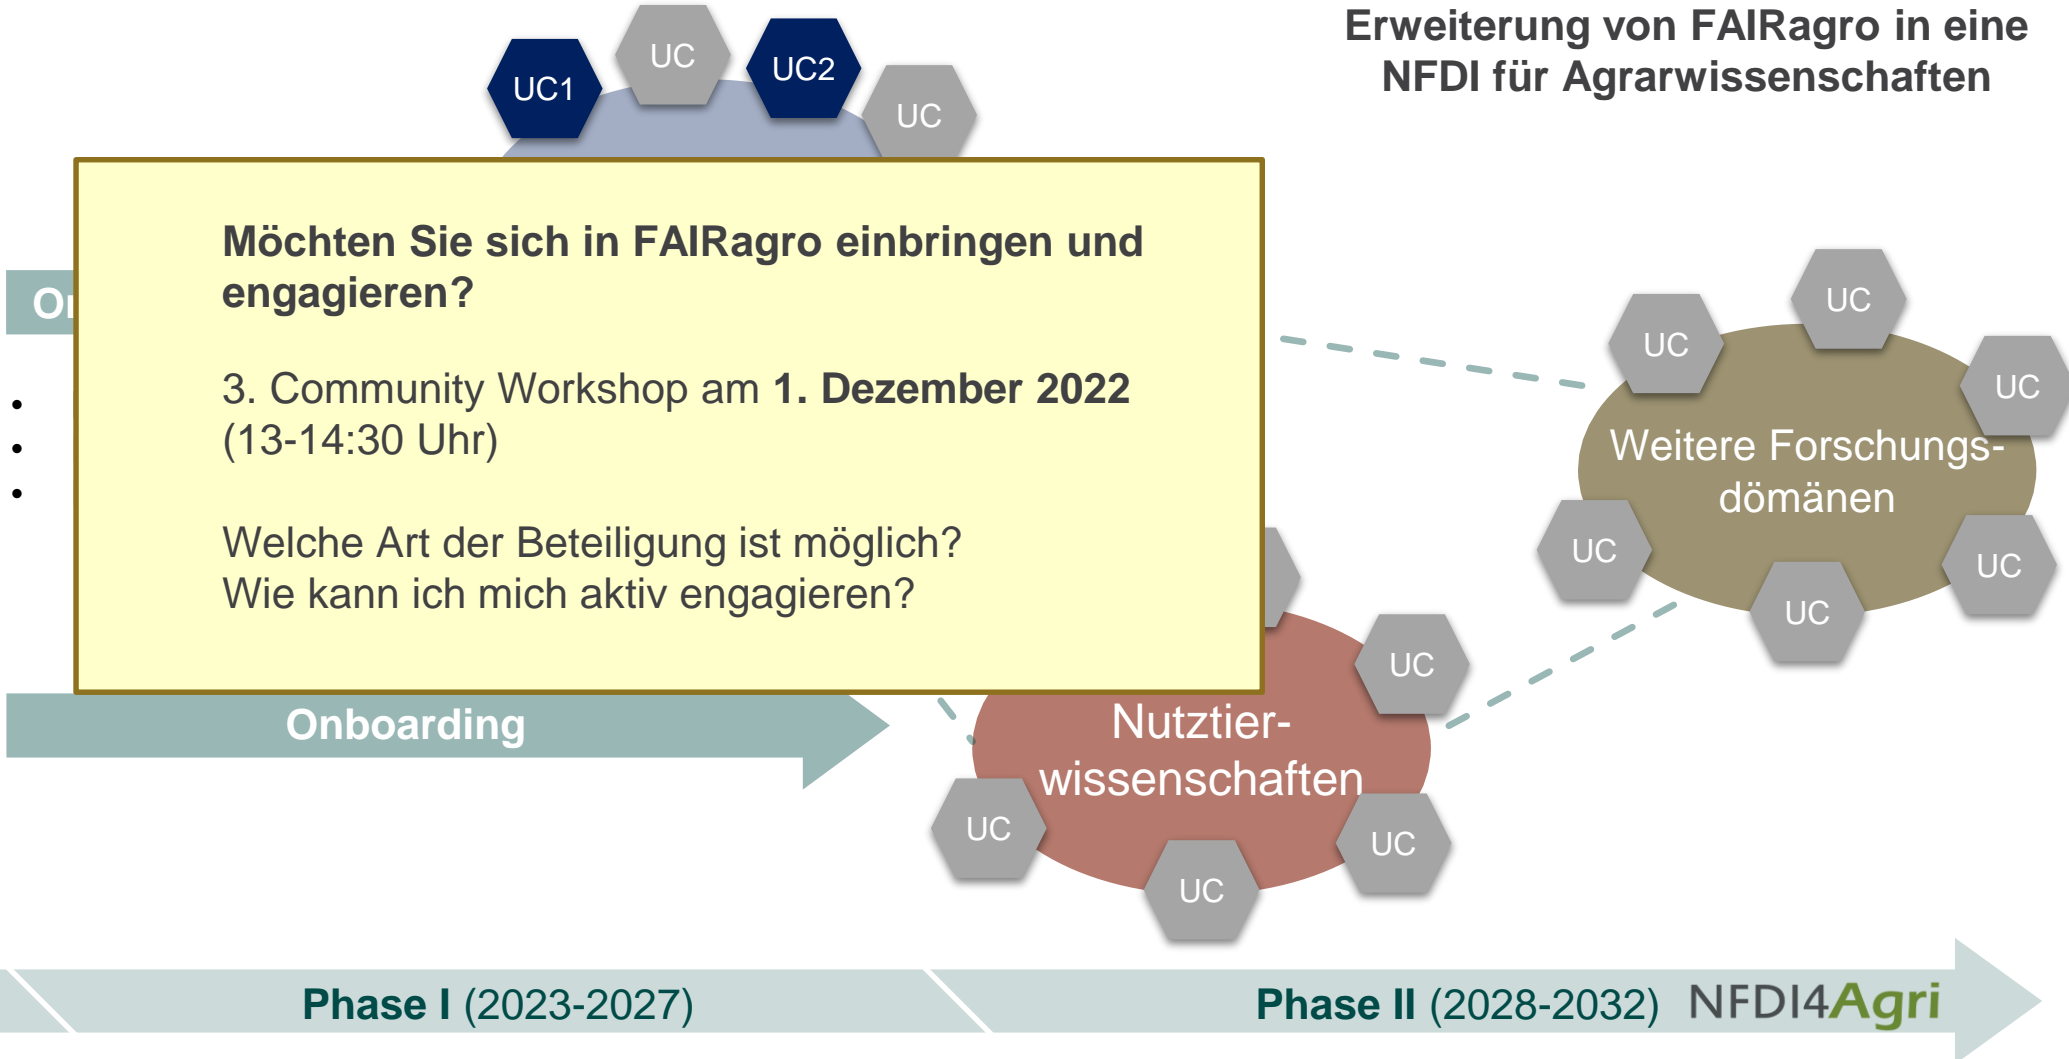 Erweiterung von FAIRagro in eine
NFDI für Agrarwissenschaften
UC1
UC
UC2
UC
Möchten Sie sich in FAIRagro einbringen und
engagieren?
3. Community Workshop am 1. Dezember 2022
(13-14:30 Uhr)
Welche Art der Beteiligung ist möglich?
Wie kann ich mich aktiv engagieren?
UC
UC
UC
Weitere Forschungs-
dömänen
UC
UC
UC
Onboarding
UC
Nutztier-
wissenschaften
UC
UC
UC
Phase I (2023-2027)
Phase II (2028-2032)
NFDI4Agri